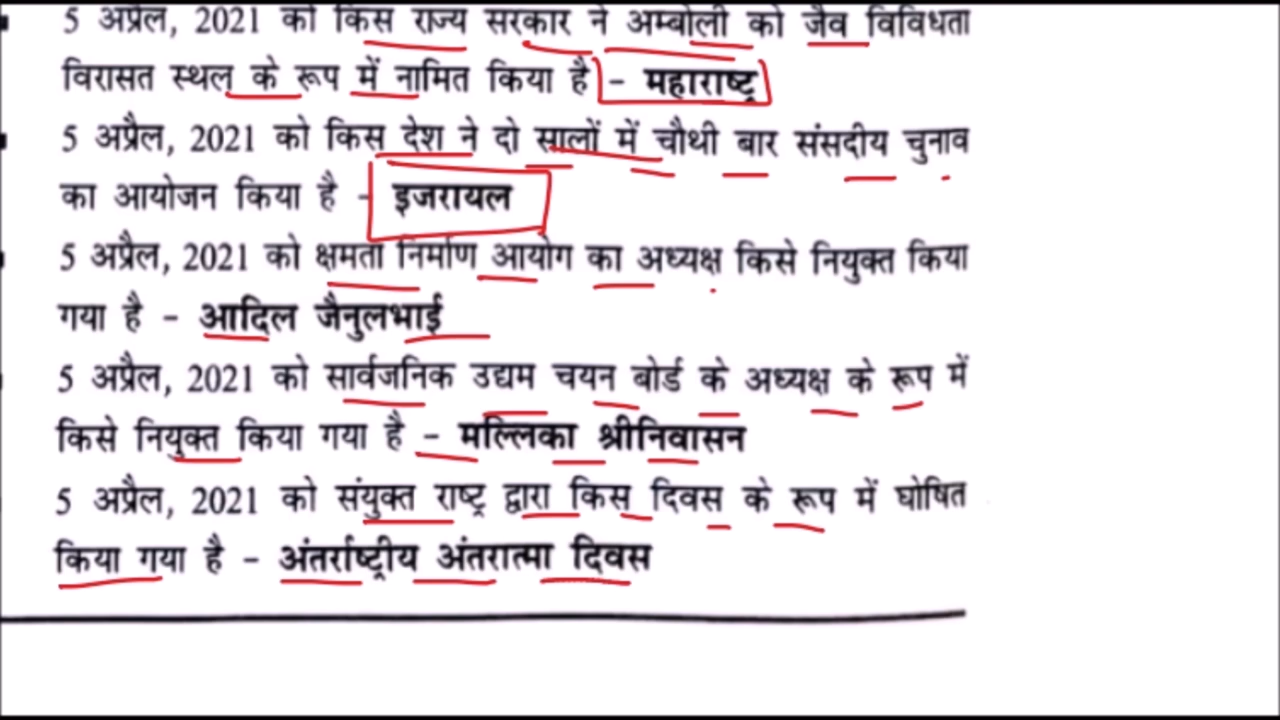 5 अप्रैल, 2021 को किस राज्य सरकार ने अम्बोली को जैव विविधता
विरासत स्थल के रूप में नामित किया है - महाराष्ट्र
5 अप्रैल, 2021 को किस देश ने दो सालों में चौथी बार संसदीय चुनाव
का आयोजन किया है - इजरायल
5 अप्रैल, 2021 को क्षमता निर्माण आयोग का अध्यक्ष किसे नियुक्त किया
गया है - आदिल जैनुलभाई
5 अप्रैल, 2021 को सार्वजनिक उद्यम चयन बोर्ड के अध्यक्ष के रूप में
किसे नियुक्त किया गया है - मल्लिका श्रीनिवासन
5 अप्रैल, 2021 को संयुक्त राष्ट्र द्वारा किस दिवस के रूप में घोषित
किया गया है - अंतर्राष्ट्रीय अंतरात्मा दिवस